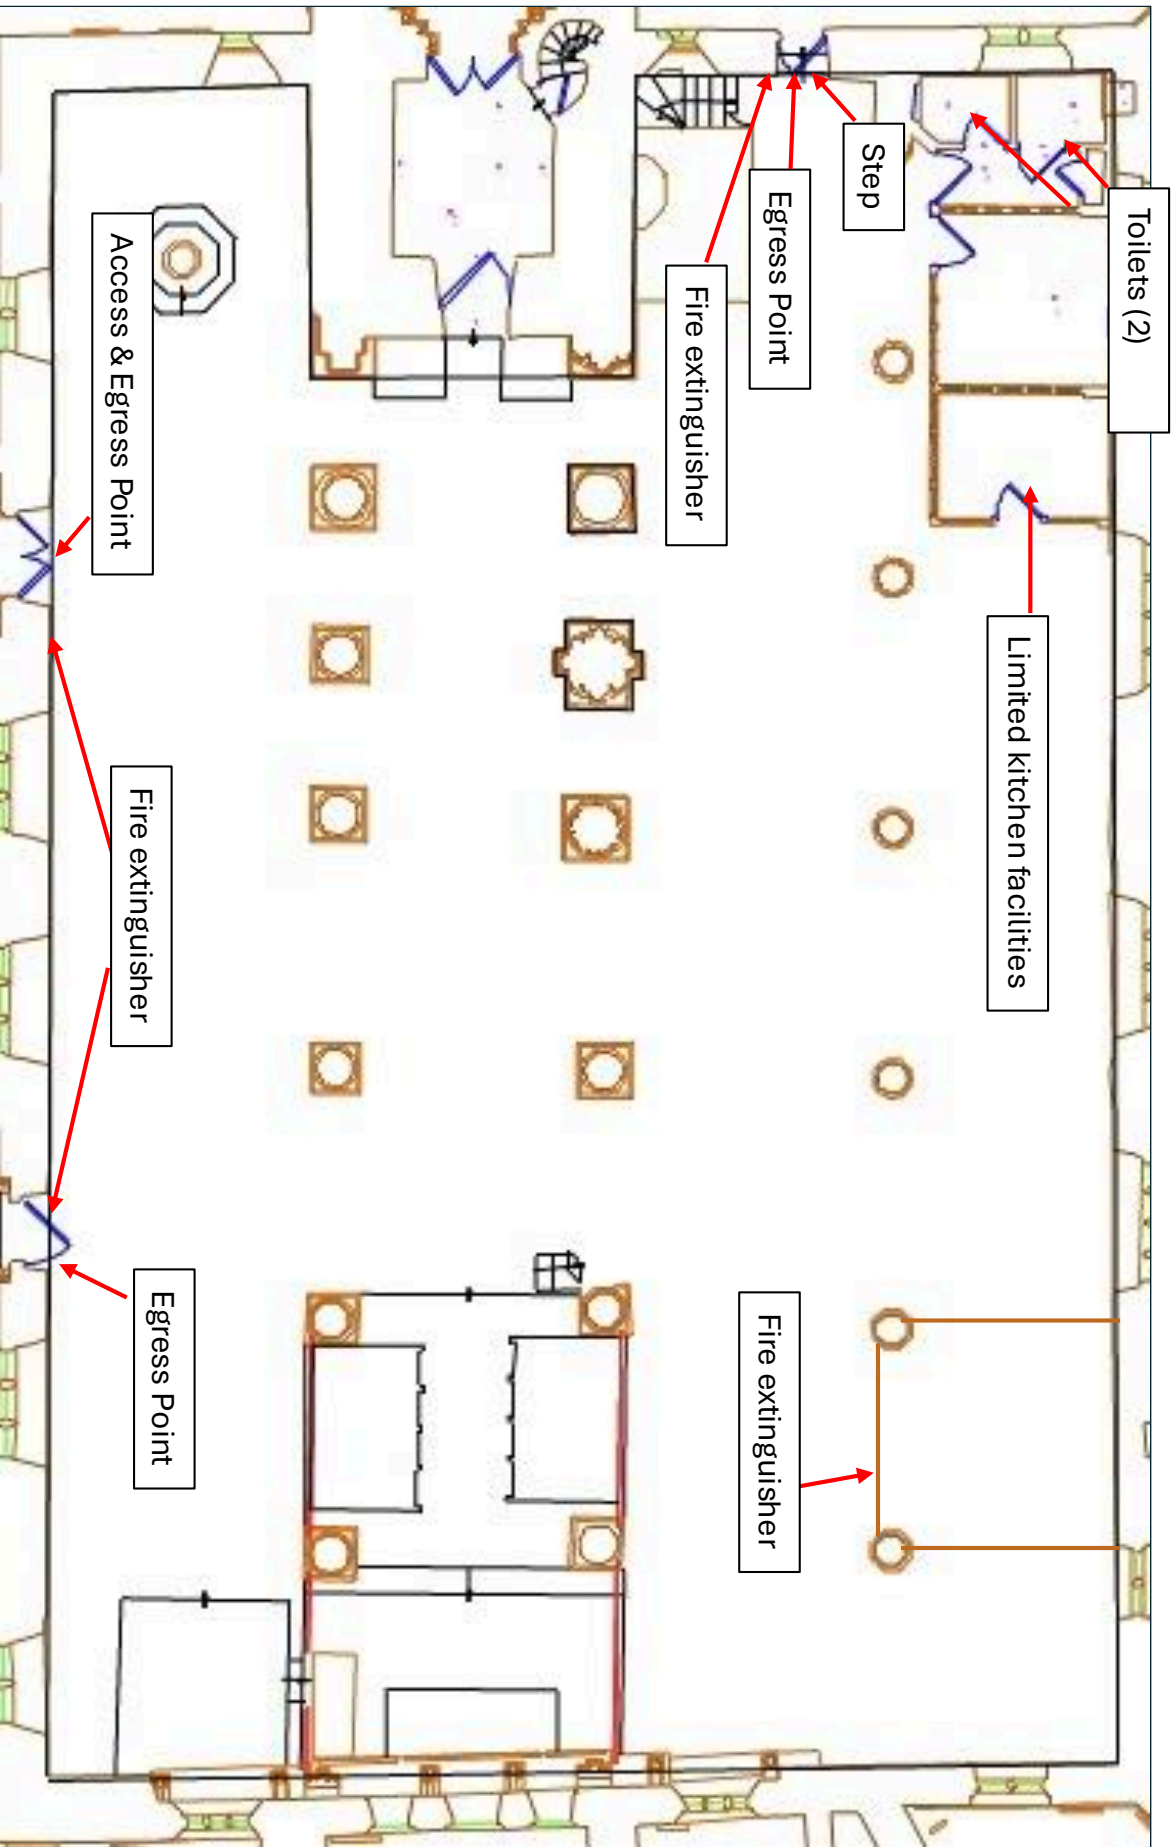 Toilets (2)
Step
Egress Point
Fire extinguisher
Access & Egress Point
Limited kitchen facilities
Fire extinguisher
Egress Point
Fire extinguisher